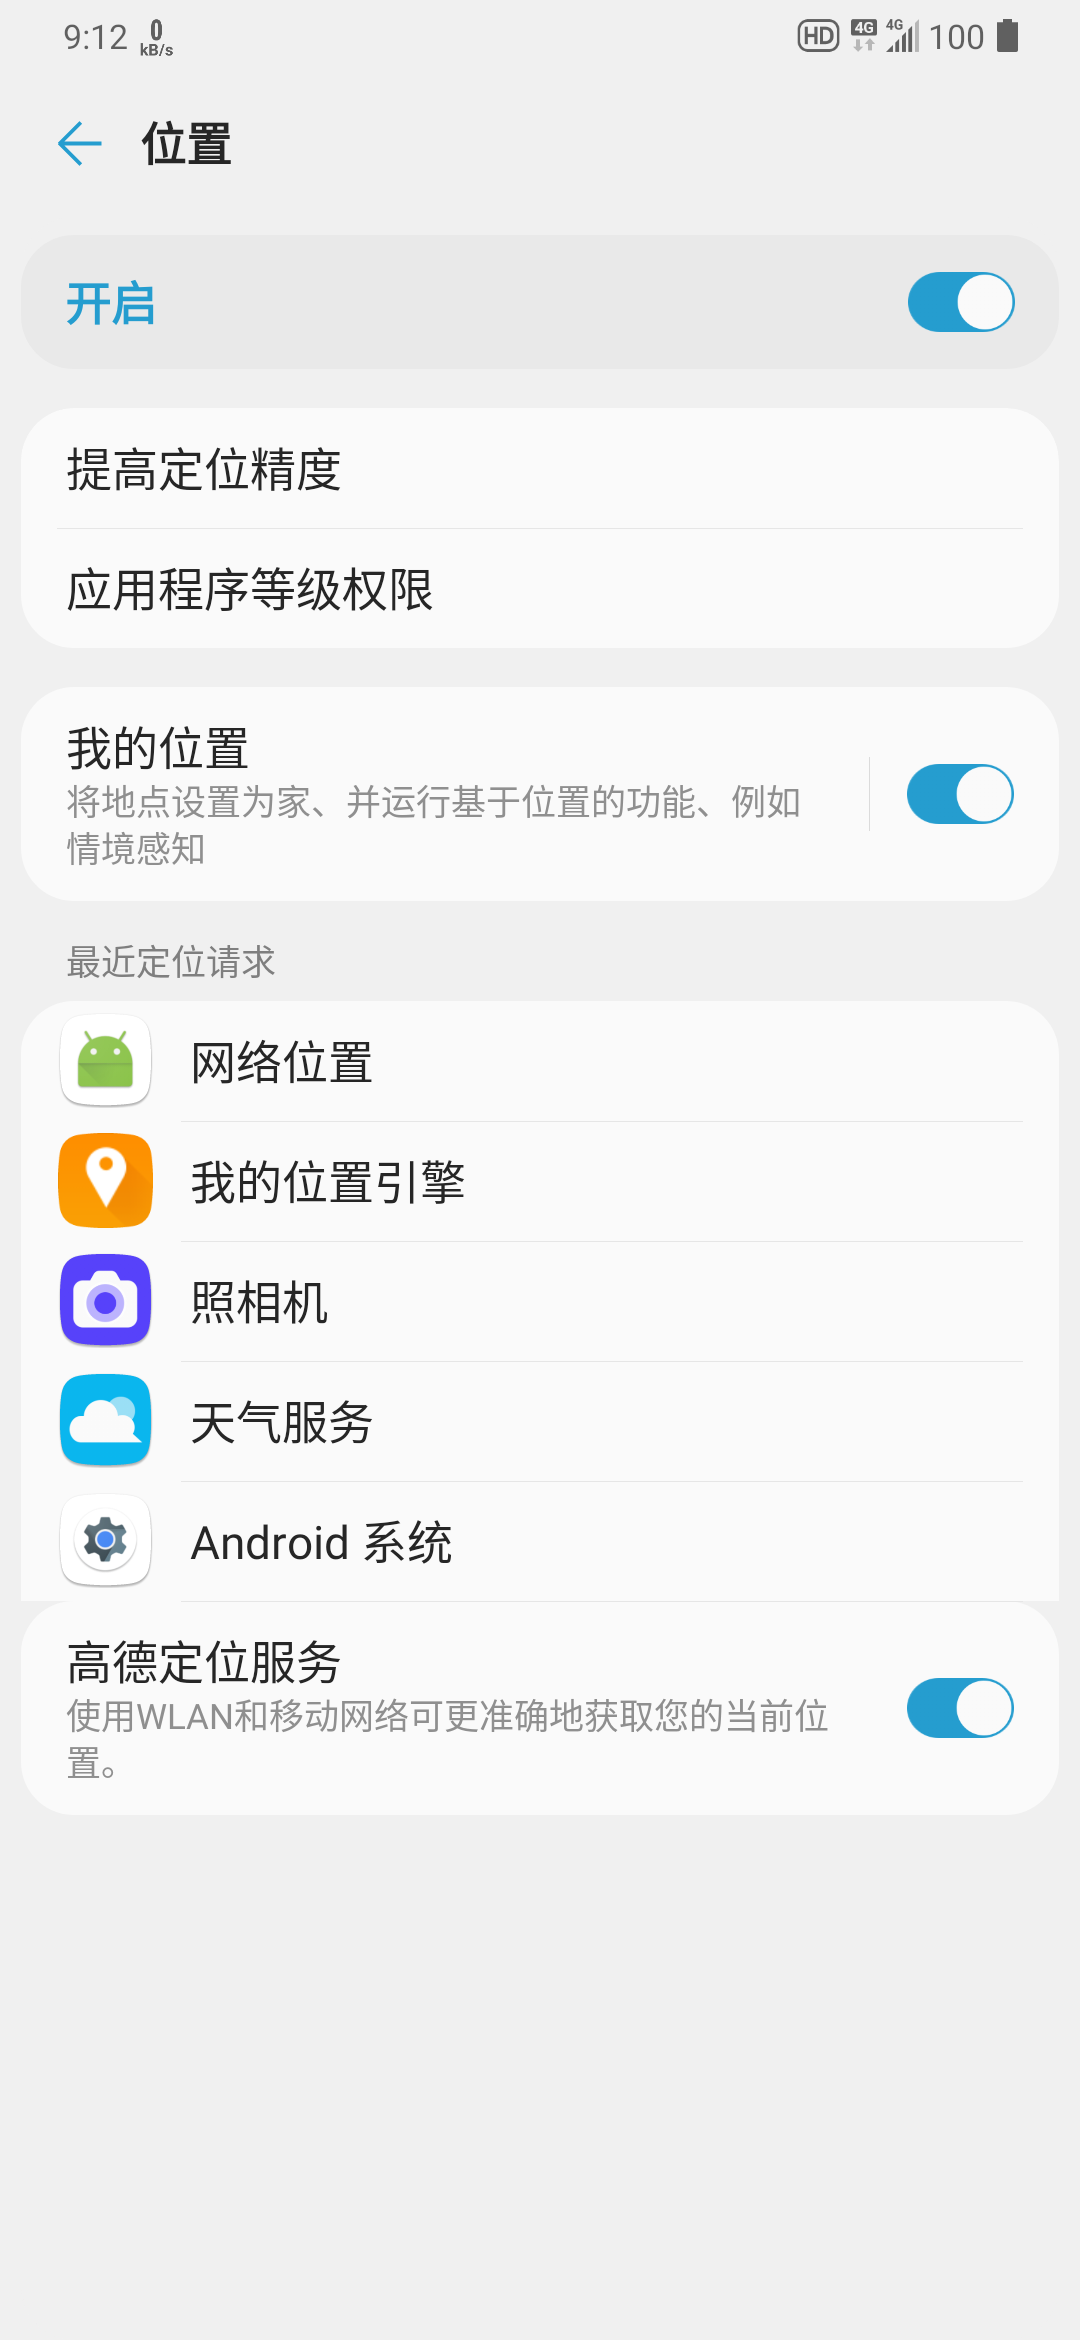 9:12 0 kB/s HD 4G 4G 100
位置
开启
提高定位精度
应用程序等级权限
我的位置
将地点设置为家、并运行基于位置的功能、例如
情境感知
最近定位请求
网络位置
我的位置引擎
照相机
天气服务
Android 系统
高德定位服务
使用WLAN和移动网络可更准确地获取您的当前位
置。